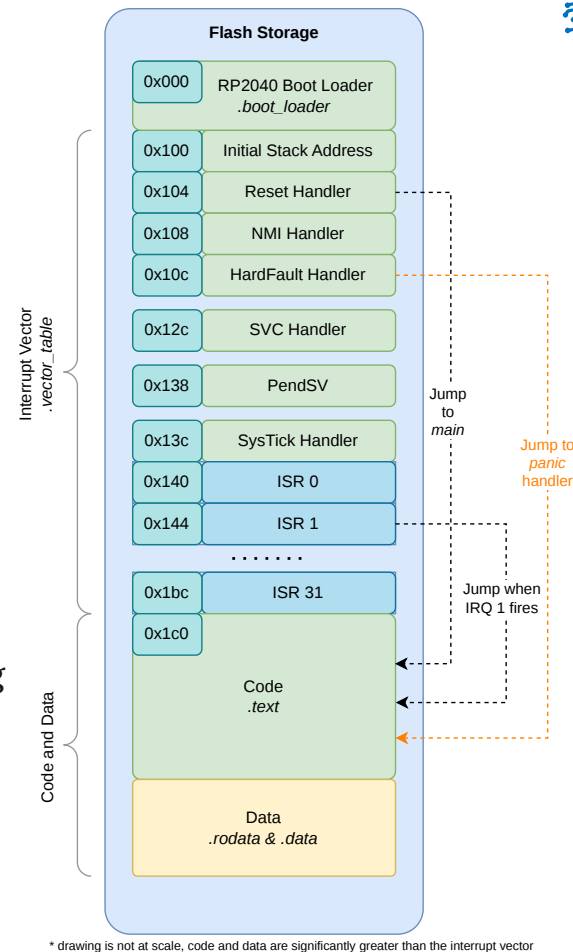 Flash Storage
0x000
RP2040 Boot Loader
.boot_loader
0x100 Initial Stack Address
0x104 Reset Handler
0x108 NMI Handler
0x10c HardFault Handler
0x12c SVC Handler
0x138 PendSV
0x13c SysTick Handler
0x140 ISR 0
0x144 ISR 1
. . . . . . .
0x1bc ISR 31
0x1c0
Code
.text
Data
.rodata & .data
Interrupt Vector
.vector_table
Code and Data
Jump
to
main
Jump to
panic
handler
Jump when
IRQ 1 fires
* drawing is not at scale, code and data are significantly greater than the interrupt vector